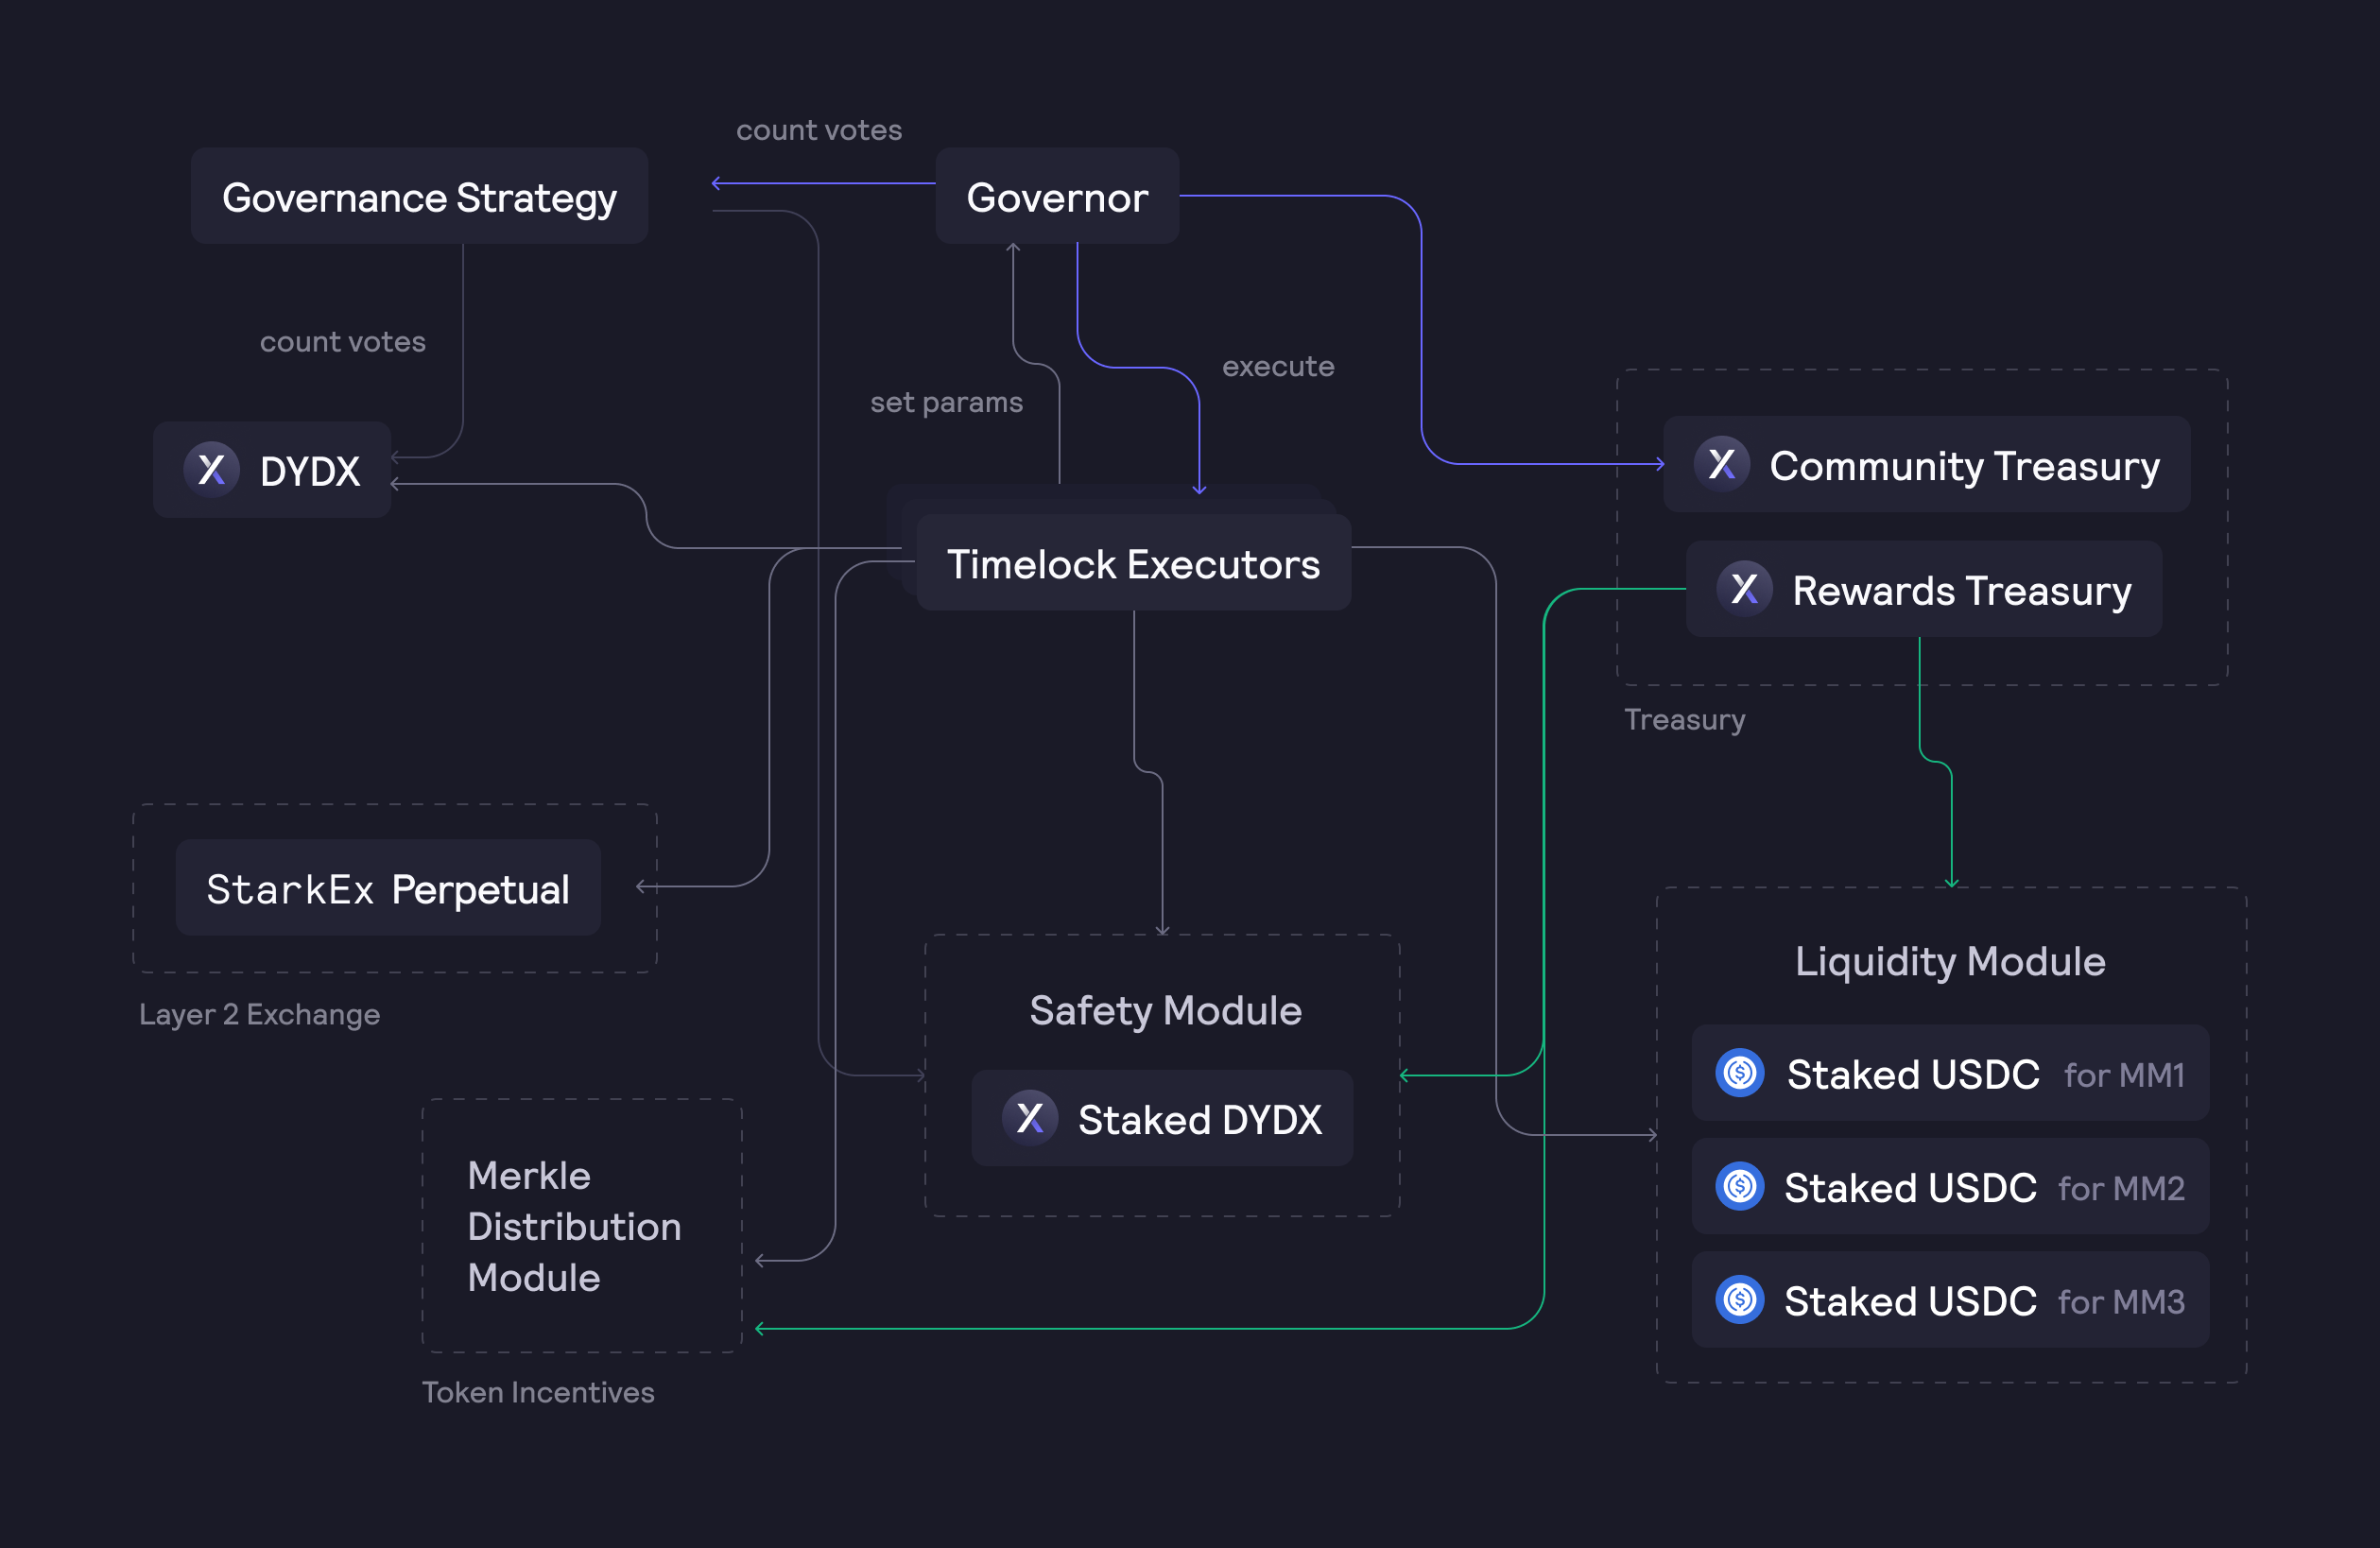 count votes
Governance Strategy
Governor
count votes
execute
set params
DYDX
Community Treasury
Timelock Executors
Rewards Treasury
Treasury
StarkEx Perpetual
Layer 2 Exchange
Liquidity Module
Safety Module
Staked USDC for MM1
Staked DYDX
Staked USDC for MM2
Merkle
Distribution
Module
Staked USDC for MM3
Token Incentives